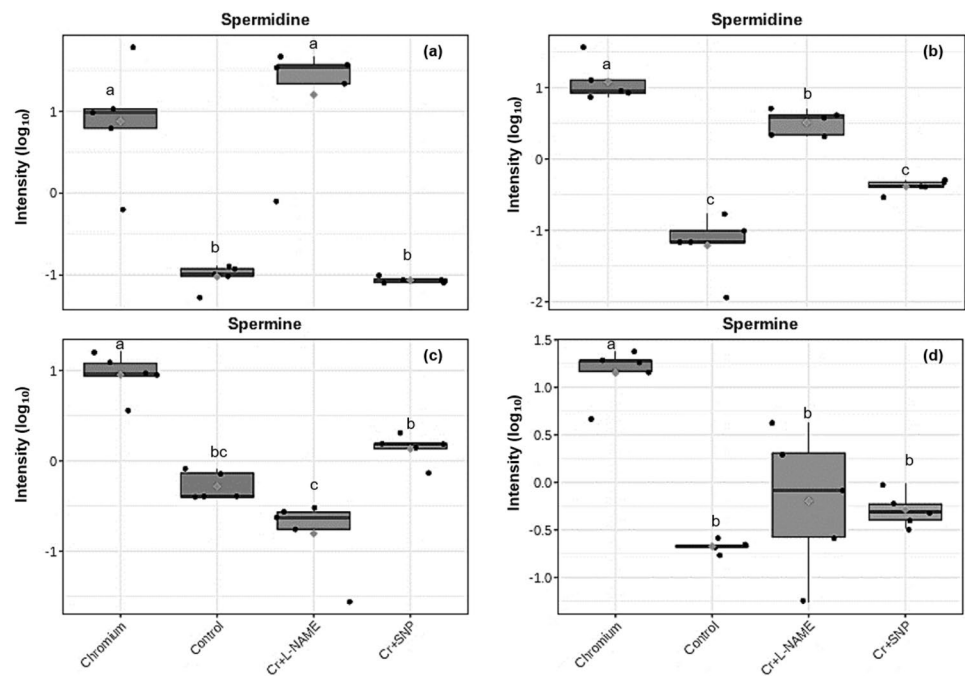 Spermidine
(a)
Intensity (log₁₀)
1
0
-1
a
b
a
b
Spermidine
(b)
Intensity (log₁₀)
1
0
-1
-2
a
c
b
c
Spermine
(c)
Intensity (log₁₀)
1
0
-1
a
bc
c
b
Chromium
Control
Cr+L-NAME
Cr+SNP
Spermine
(d)
Intensity (log₁₀)
1.5
1.0
0.5
0.0
-0.5
-1.0
a
b
b
b
Chromium
Control
Cr+L-NAME
Cr+SNP